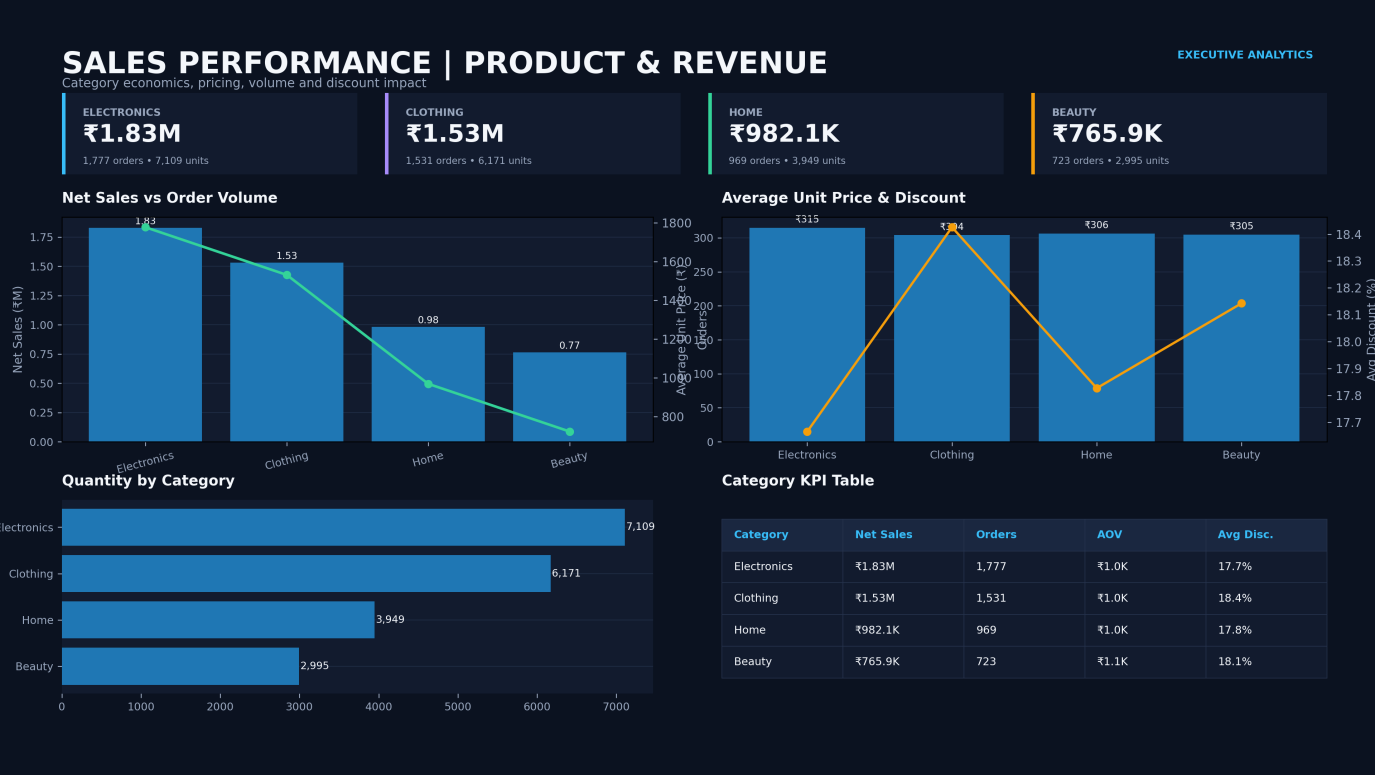 SALES PERFORMANCE | PRODUCT & REVENUE
EXECUTIVE ANALYTICS
Category economics, pricing, volume and discount impact
ELECTRONICS
₹1.83M
1,777 orders • 7,109 units
CLOTHING
₹1.53M
1,531 orders • 6,171 units
HOME
₹982.1K
969 orders • 3,949 units
BEAUTY
₹765.9K
723 orders • 2,995 units
Net Sales vs Order Volume
Net Sales (₹M)
1.75
1.50
1.25
1.00
0.75
0.50
0.25
0.00
1.83
1.53
0.98
0.77
1800
1600
1400
1200
1000
800
Orders
Electronics
Clothing
Home
Beauty
Average Unit Price & Discount
Average Unit Price (₹)
300
250
200
150
100
50
0
₹315
₹304
₹306
₹305
18.4
18.3
18.2
18.1
18.0
17.9
17.8
17.7
Avg Discount (%)
Electronics
Clothing
Home
Beauty
Quantity by Category
Electronics
7,109
Clothing
6,171
Home
3,949
Beauty
2,995
0 1000 2000 3000 4000 5000 6000 7000
Category KPI Table
Category Net Sales Orders AOV Avg Disc.
Electronics ₹1.83M 1,777 ₹1.0K 17.7%
Clothing ₹1.53M 1,531 ₹1.0K 18.4%
Home ₹982.1K 969 ₹1.0K 17.8%
Beauty ₹765.9K 723 ₹1.1K 18.1%